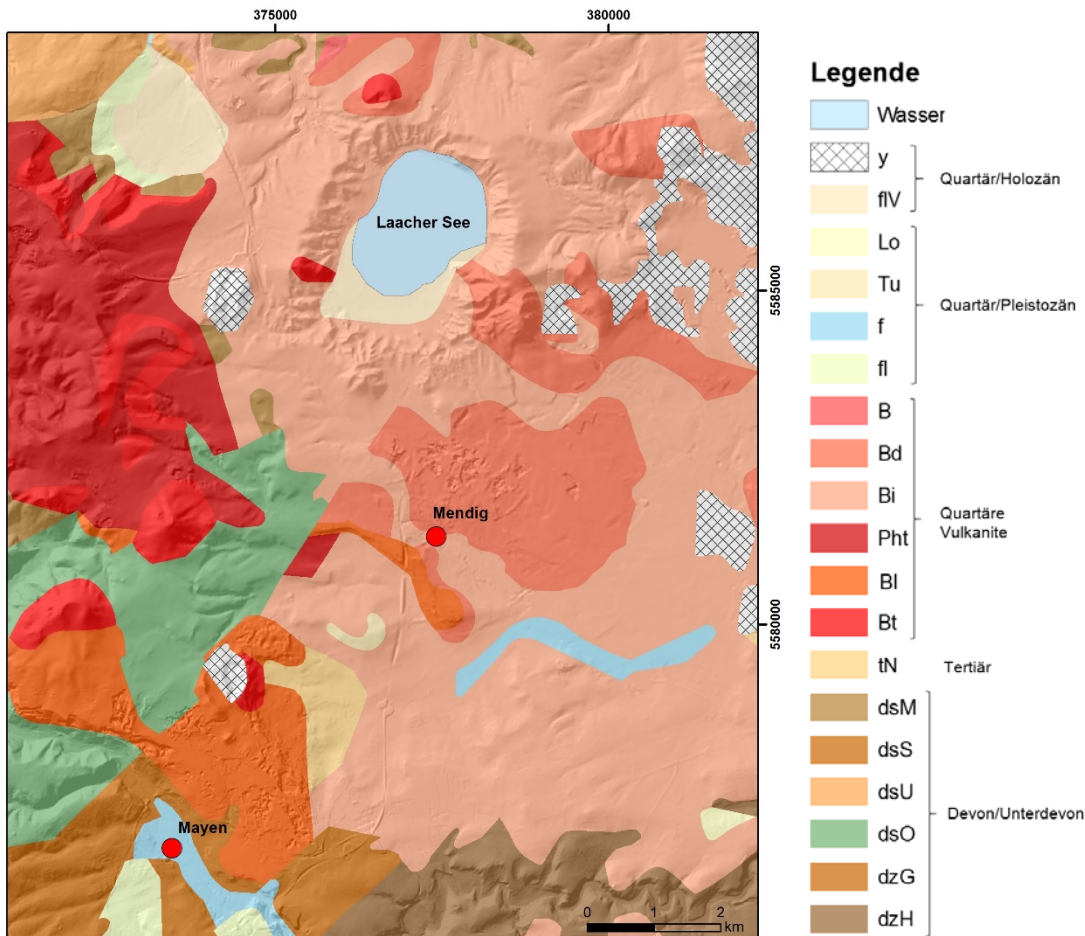 375000
380000
Laacher See
Mendig
Mayen
5585000
5580000
0 1 2
km
Legende
Wasser
y
flV
Quartär/Holozän
Lo
Tu
f
fl
Quartär/Pleistozän
B
Bd
Bi
Pht
Bl
Bt
Quartäre
Vulkanite
tN
Tertiär
dsM
dsS
dsU
dsO
dzG
dzH
Devon/Unterdevon